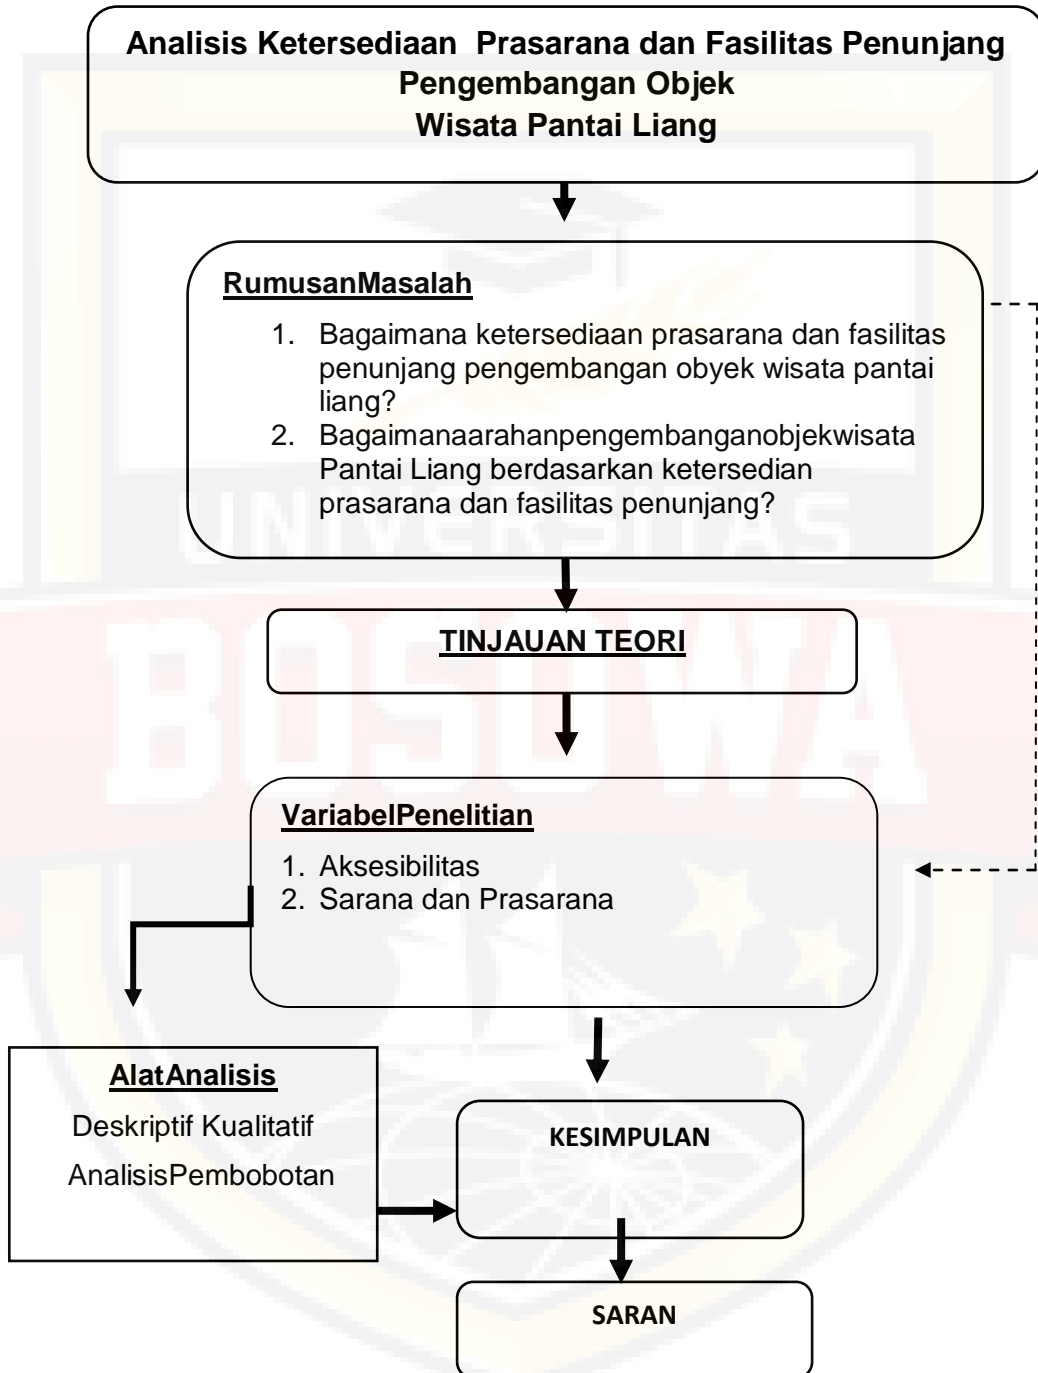 Analisis Ketersediaan Prasarana dan Fasilitas Penunjang
Pengembangan Objek
Wisata Pantai Liang
RumusanMasalah
1. Bagaimana ketersediaan prasarana dan fasilitas
penunjang pengembangan obyek wisata pantai
liang?
2. Bagaimanaarahanpengembanganobjekwisata
Pantai Liang berdasarkan ketersedian
prasarana dan fasilitas penunjang?
UNIVERSITAS
TINJAUAN TEORI
BOSOWA
VariabelPenelitian
1. Aksesibilitas
2. Sarana dan Prasarana
AlatAnalisis
Deskriptif Kualitatif
AnalisisPembobotan
KESIMPULAN
SARAN